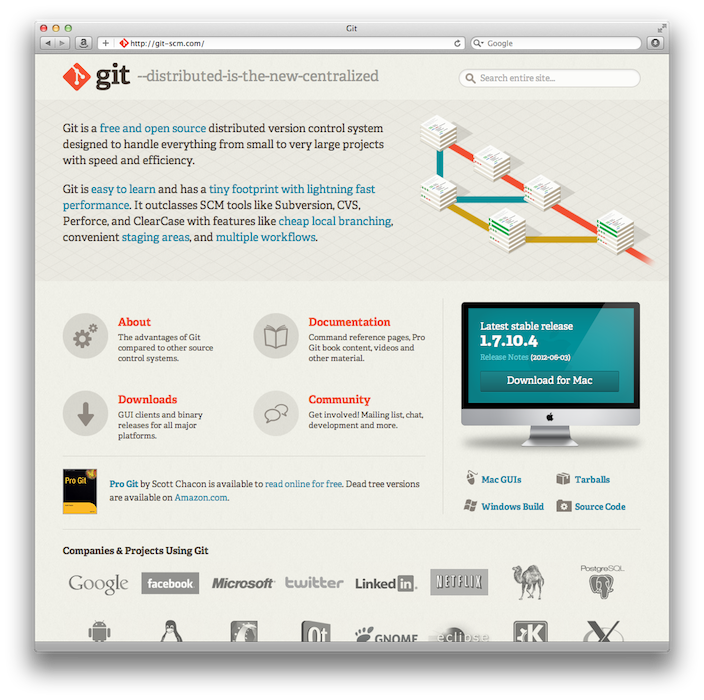 Git
http://git-scm.com/
Google
git --distributed-is-the-new-centralized
Search entire site...
Git is a free and open source distributed version control system
designed to handle everything from small to very large projects
with speed and efficiency.
Git is easy to learn and has a tiny footprint with lightning fast
performance. It outclasses SCM tools like Subversion, CVS,
Perforce, and ClearCase with features like cheap local branching,
convenient staging areas, and multiple workflows.
About
The advantages of Git
compared to other source
control systems.
Documentation
Command reference pages, Pro
Git book content, videos and
other material.
Downloads
GUI clients and binary
releases for all major
platforms.
Community
Get involved! Mailing list, chat,
development and more.
Latest stable release
1.7.10.4
Release Notes (2012-06-03)
Download for Mac
Pro Git
Pro Git by Scott Chacon is available to read online for free. Dead tree versions
are available on Amazon.com.
Mac GUIs
Tarballs
Windows Build
Source Code
Companies & Projects Using Git
Google
facebook
Microsoft
twitter
LinkedIn
NETFLIX
PostgreSQL
Qt
GNOME
eclipse